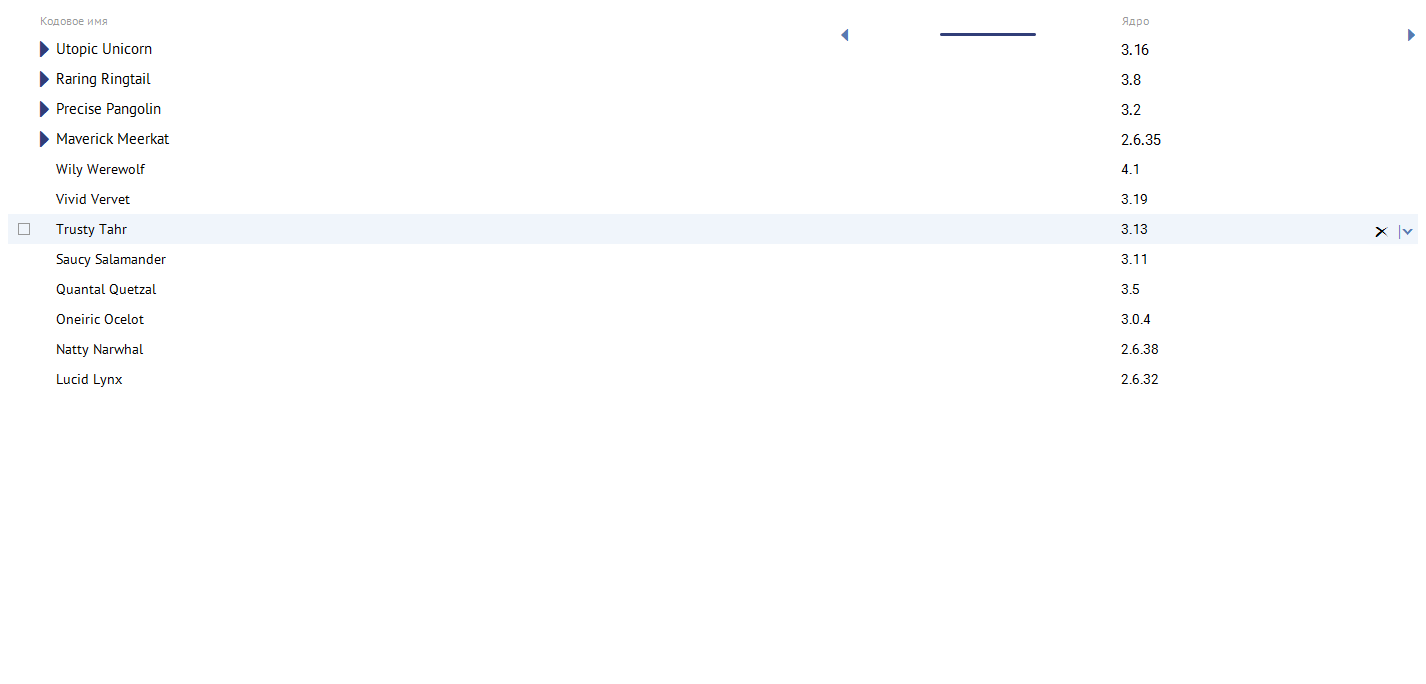 Кодовое имя Ядро
Utopic Unicorn 3.16
Raring Ringtail 3.8
Precise Pangolin 3.2
Maverick Meerkat 2.6.35
Wily Werewolf 4.1
Vivid Vervet 3.19
Trusty Tahr 3.13
Saucy Salamander 3.11
Quantal Quetzal 3.5
Oneiric Ocelot 3.0.4
Natty Narwhal 2.6.38
Lucid Lynx 2.6.32